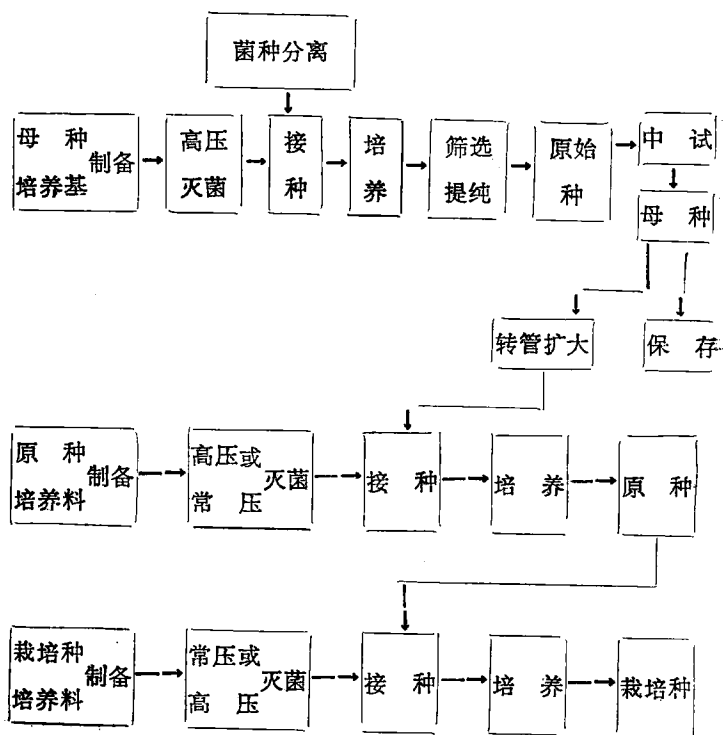 菌种分离
母种培养基制备
高压灭菌
接种
培养
筛选提纯
原始种
中试
母种
转管扩大
保存
原种培养料制备
高压或常压灭菌
接种
培养
原种
栽培种培养料制备
常压或高压灭菌
接种
培养
栽培种